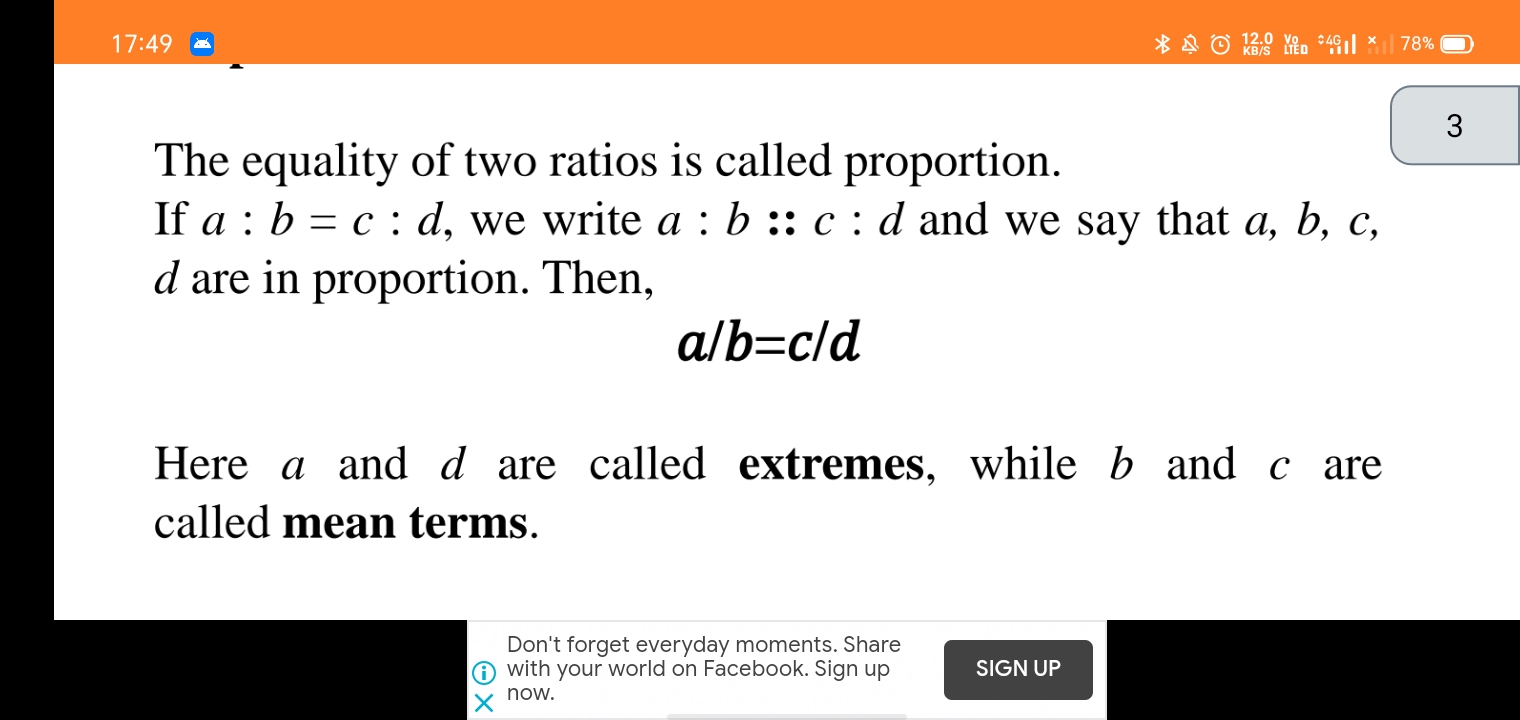 17:49
12.0 KB/S VoLTE 4G 78%
3
The equality of two ratios is called proportion.
If a : b = c : d, we write a : b :: c : d and we say that a, b, c,
d are in proportion. Then,
a/b=c/d
Here a and d are called extremes, while b and c are
called mean terms.
Don't forget everyday moments. Share
with your world on Facebook. Sign up
now.
SIGN UP